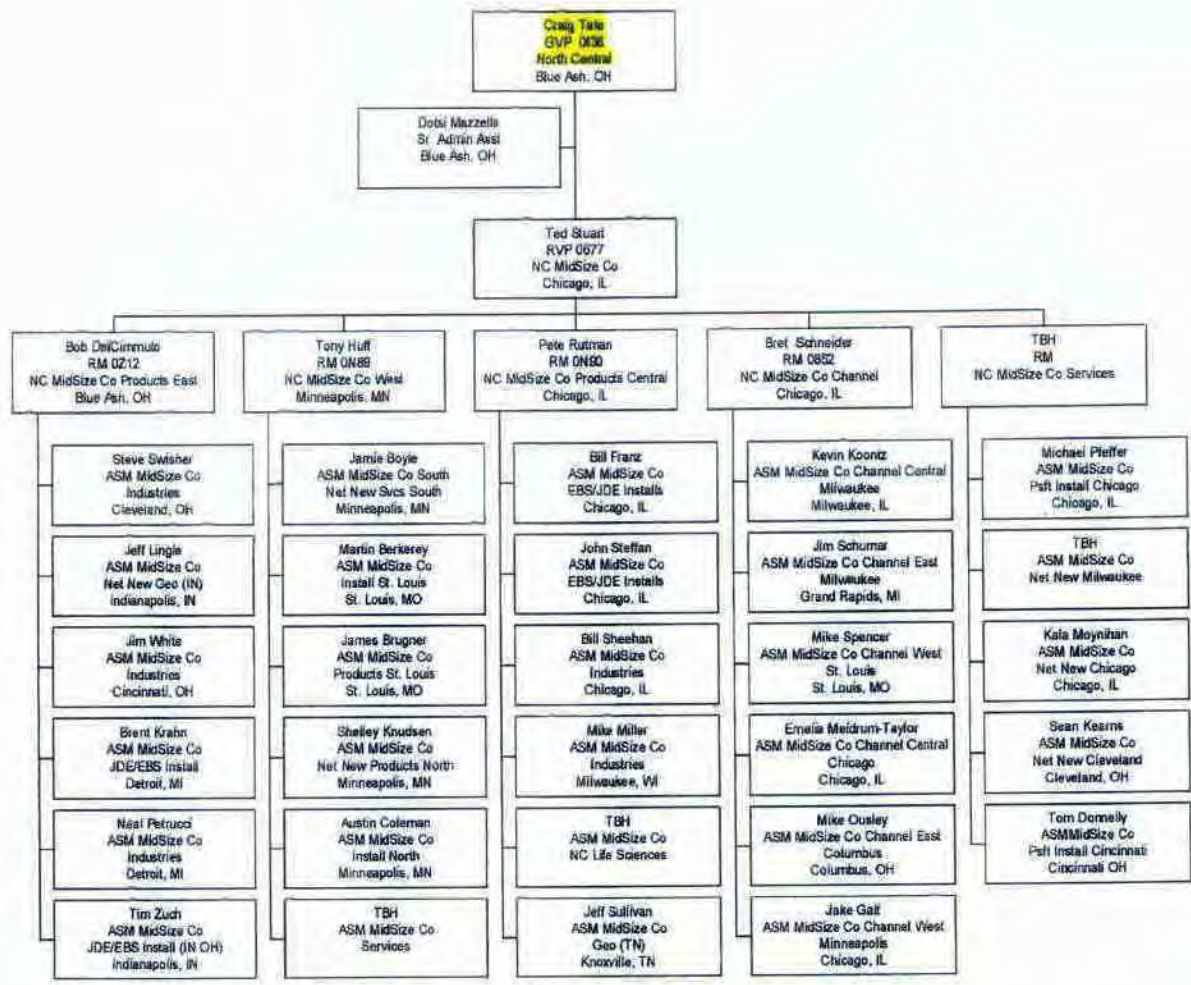 Craig Tate
GVP 0836
North Central
Blue Ash, OH
Dotsi Mazzella
Sr Admin Asst
Blue Ash, OH
Ted Stuart
RVP 0677
NC MidSize Co
Chicago, IL
Bob DelCimmuto
RM 0Z12
NC MidSize Co Products East
Blue Ash, OH
Tony Huff
RM 0N89
NC MidSize Co West
Minneapolis, MN
Pete Rutman
RM 0N90
NC MidSize Co Products Central
Chicago, IL
Bret Schneider
RM 0852
NC MidSize Co Channel
Chicago, IL
TBH
RM
NC MidSize Co Services
Steve Swisher
ASM MidSize Co
Industries
Cleveland, OH
Jeff Lingle
ASM MidSize Co
Net New Geo (IN)
Indianapolis, IN
Jim White
ASM MidSize Co
Industries
Cincinnati, OH
Brent Krahn
ASM MidSize Co
JDE/EBS Install
Detroit, MI
Neal Petrucci
ASM MidSize Co
Industries
Detroit, MI
Tim Zuch
ASM MidSize Co
JDE/EBS Install (IN OH)
Indianapolis, IN
Jamie Boyle
ASM MidSize Co South
Net New Svcs South
Minneapolis, MN
Martin Berkerey
ASM MidSize Co
Install St. Louis
St. Louis, MO
James Brugner
ASM MidSize Co
Products St. Louis
St. Louis, MO
Shelley Knudsen
ASM MidSize Co
Net New Products North
Minneapolis, MN
Austin Coleman
ASM MidSize Co
Install North
Minneapolis, MN
TBH
ASM MidSize Co
Services
Bill Franz
ASM MidSize Co
EBS/JDE Installs
Chicago, IL
John Steffan
ASM MidSize Co
EBS/JDE Installs
Chicago, IL
Bill Sheehan
ASM MidSize Co
Industries
Chicago, IL
Mike Miller
ASM MidSize Co
Industries
Milwaukee, WI
TBH
ASM MidSize Co
NC Life Sciences
Jeff Sullivan
ASM MidSize Co
Geo (TN)
Knoxville, TN
Kevin Koontz
ASM MidSize Co Channel Central
Milwaukee
Milwaukee, IL
Jim Schumar
ASM MidSize Co Channel East
Milwaukee
Grand Rapids, MI
Mike Spencer
ASM MidSize Co Channel West
St. Louis
St. Louis, MO
Emelia Meldrum-Taylor
ASM MidSize Co Channel Central
Chicago
Chicago, IL
Mike Ousley
ASM MidSize Co Channel East
Columbus
Columbus, OH
Jake Galt
ASM MidSize Co Channel West
Minneapolis
Chicago, IL
Michael Pfeffer
ASM MidSize Co
Psft Install Chicago
Chicago, IL
TBH
ASM MidSize Co
Net New Milwaukee
Kala Moynihan
ASM MidSize Co
Net New Chicago
Chicago, IL
Sean Kearns
ASM MidSize Co
Net New Cleveland
Cleveland, OH
Tom Donnelly
ASMMidSize Co
Psft Install Cincinnati
Cincinnati OH